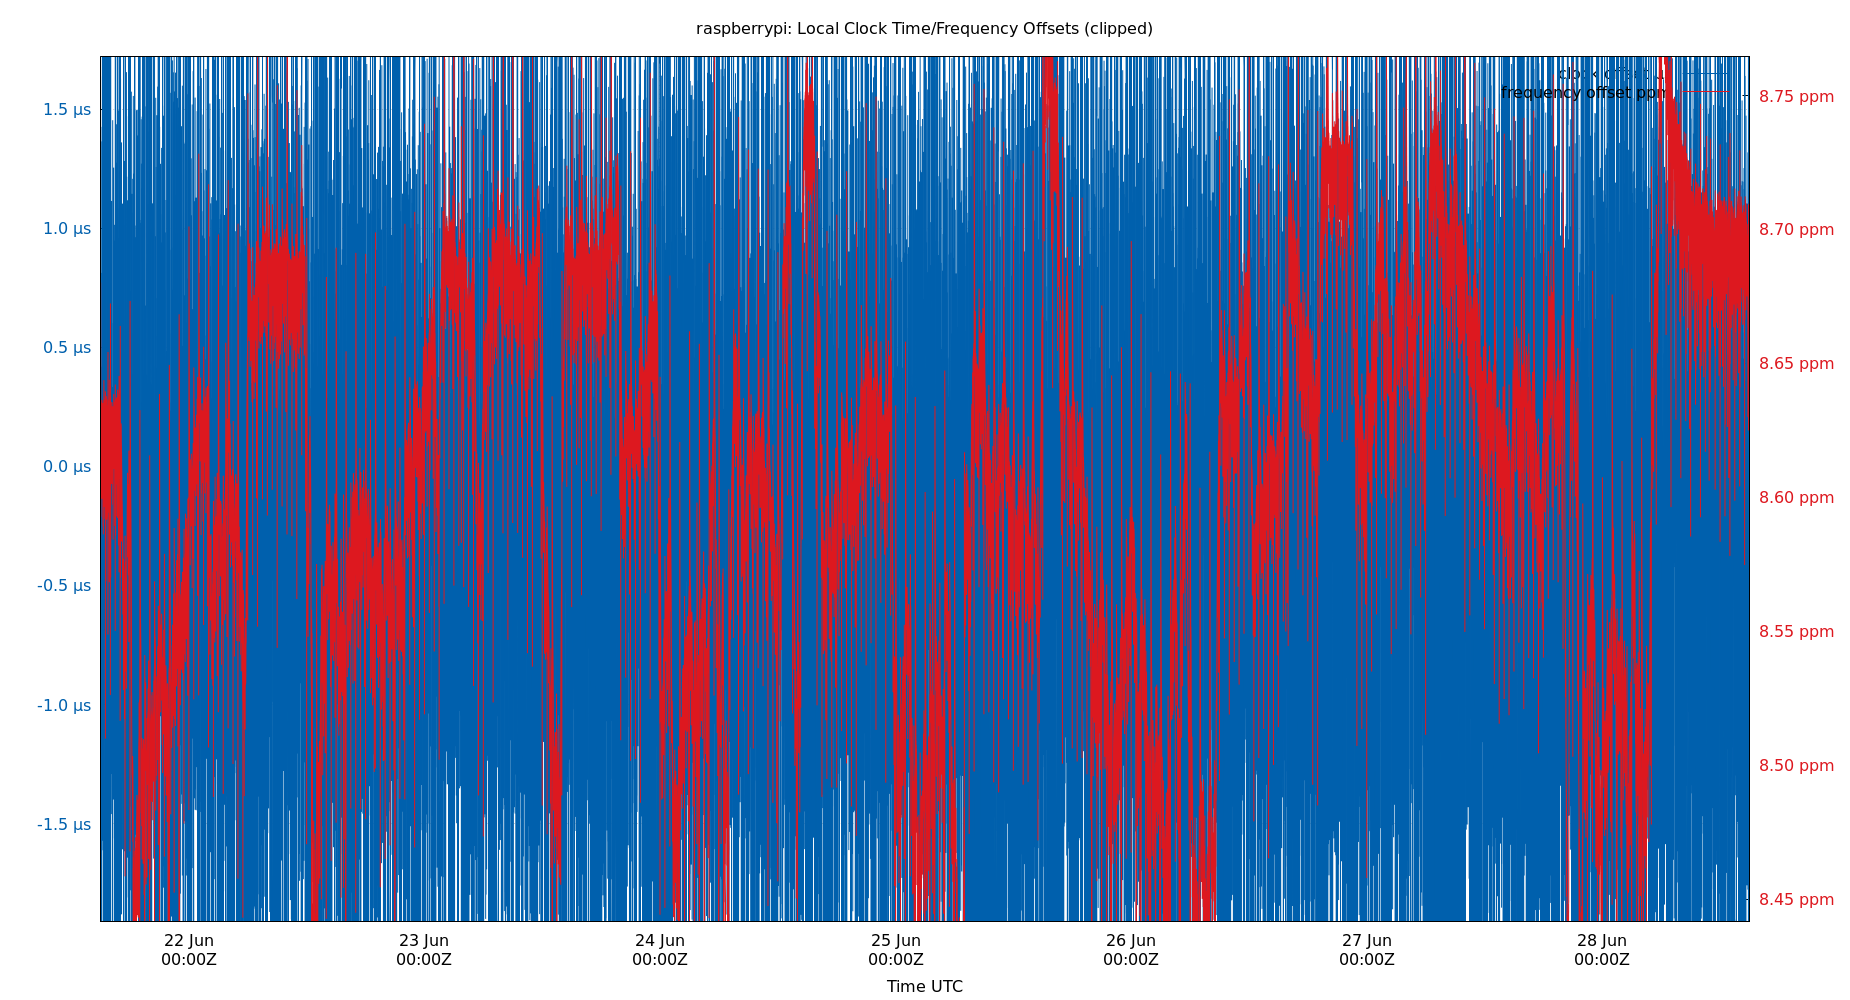 raspberrypi: Local Clock Time/Frequency Offsets (clipped)
clock offset
frequency offset ppm
1.5 µs
1.0 µs
0.5 µs
0.0 µs
-0.5 µs
-1.0 µs
-1.5 µs
8.75 ppm
8.70 ppm
8.65 ppm
8.60 ppm
8.55 ppm
8.50 ppm
8.45 ppm
22 Jun 23 Jun 24 Jun 25 Jun 26 Jun 27 Jun 28 Jun
00:00Z 00:00Z 00:00Z 00:00Z 00:00Z 00:00Z 00:00Z
Time UTC